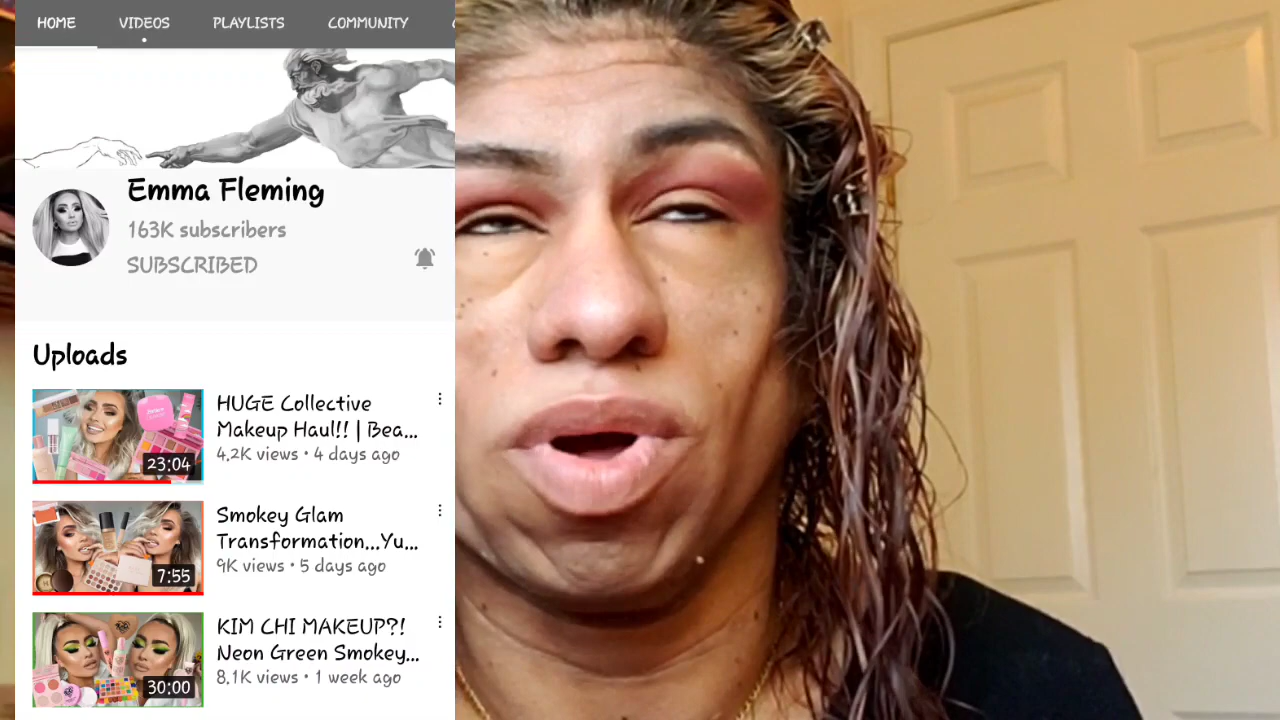 HOME VIDEOS PLAYLISTS COMMUNITY
Emma Fleming
163K subscribers
SUBSCRIBED
Uploads
HUGE Collective
Makeup Haul!! | Bea...
4.2K views • 4 days ago
23:04
Smokey Glam
Transformation...Yu...
9K views • 5 days ago
7:55
KIM CHI MAKEUP?!
Neon Green Smokey...
8.1K views • 1 week ago
30:00